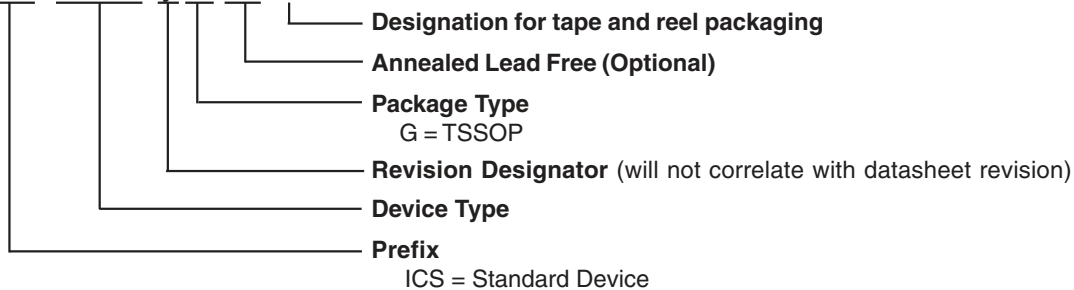 Designation for tape and reel packaging
Annealed Lead Free (Optional)
Package Type
G = TSSOP
Revision Designator (will not correlate with datasheet revision)
Device Type
Prefix
ICS = Standard Device